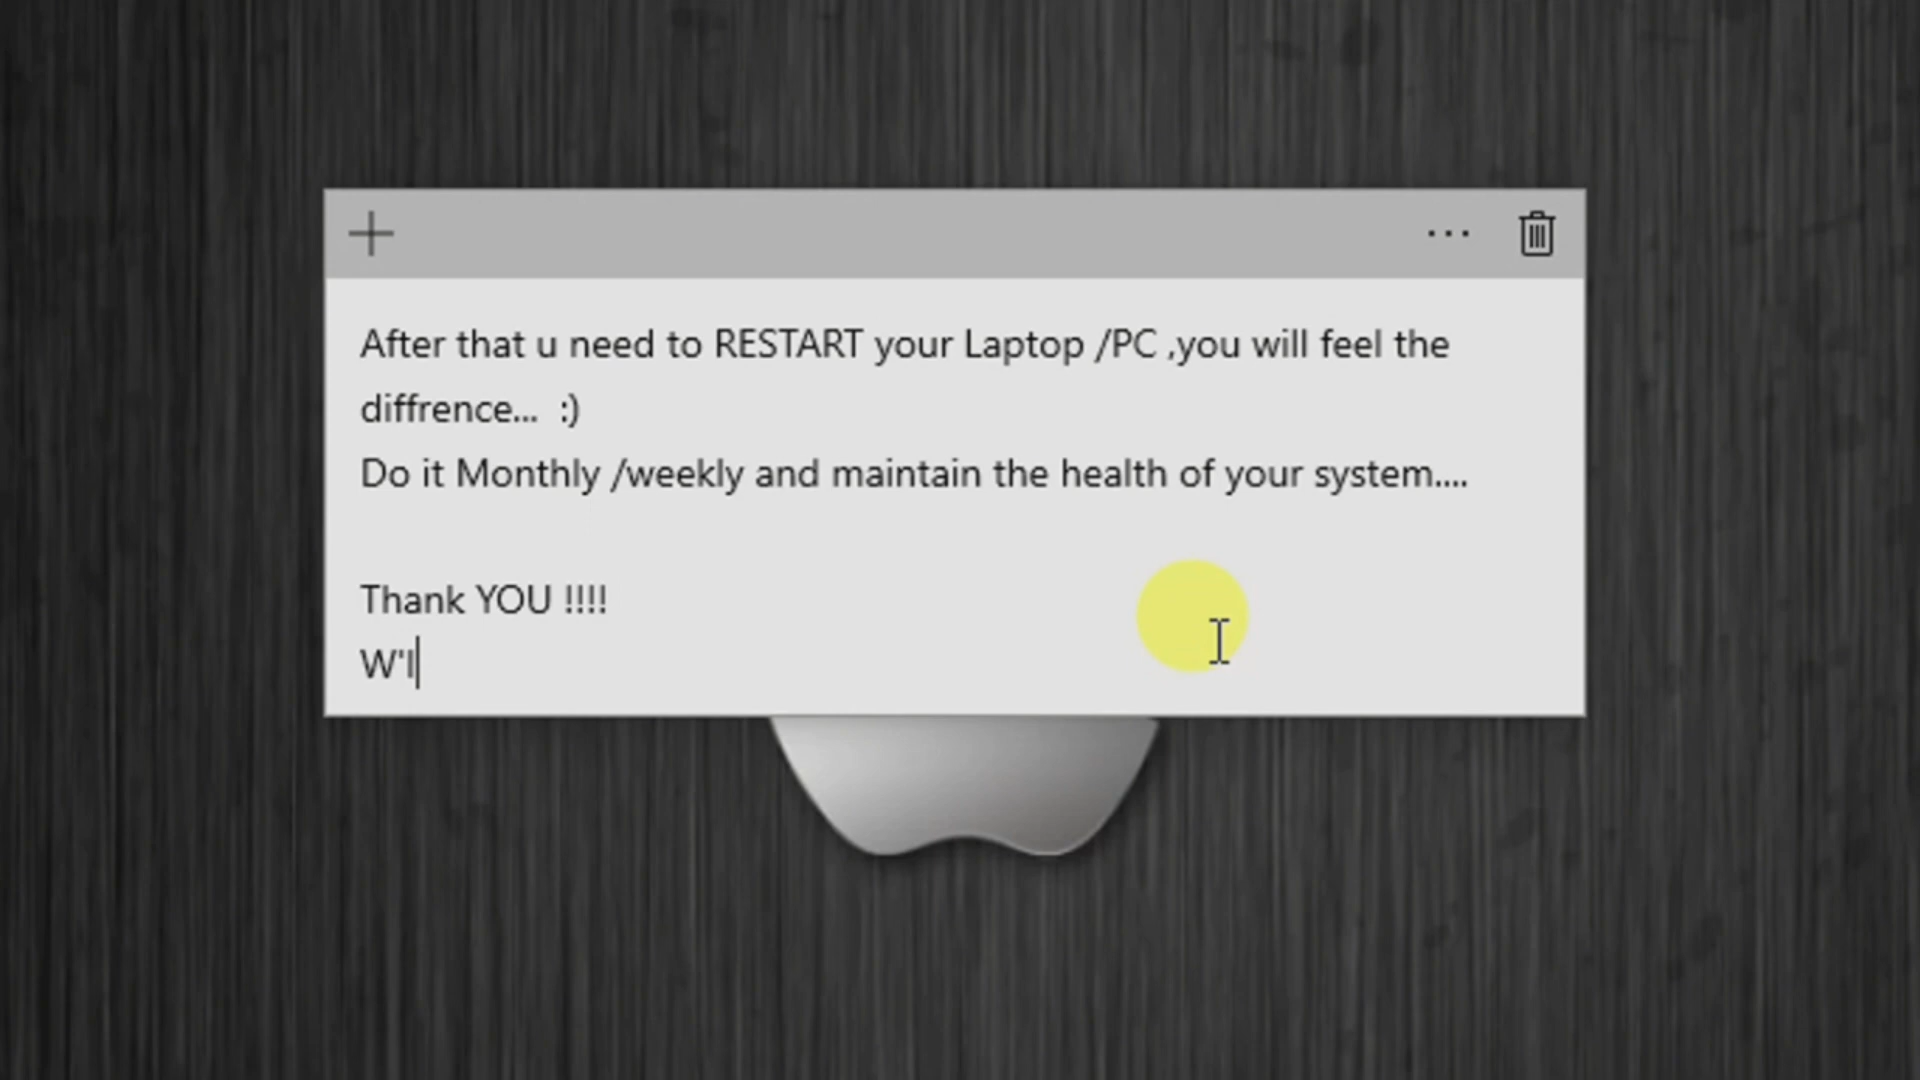 After that u need to RESTART your Laptop /PC ,you will feel the
diffrence...  :)
Do it Monthly /weekly and maintain the health of your system....
Thank YOU !!!!
W'l